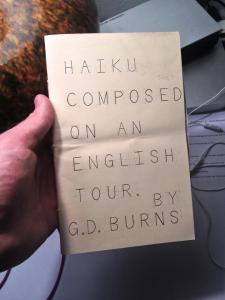 HAIKU
COMPOSED
ON AN
ENGLISH
TOUR. BY
G.D. BURNS